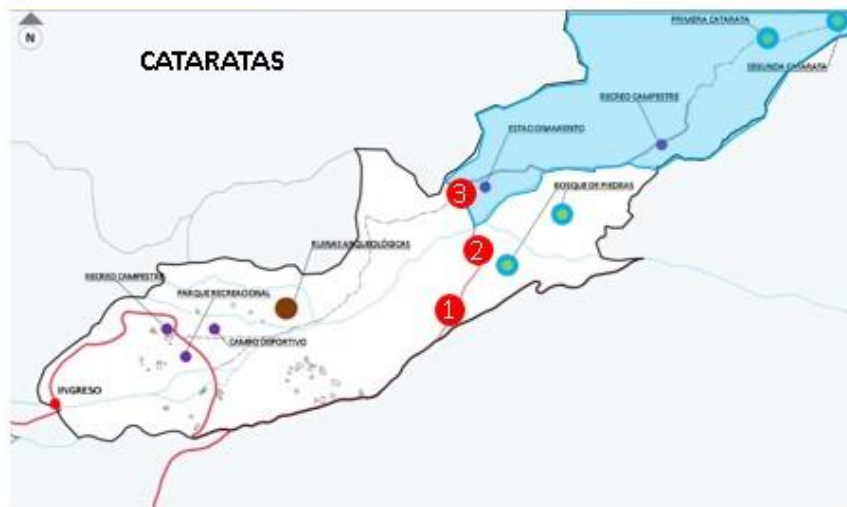 PRIMERA CATARATA
N
CATARATAS
SEGUNDA CATARATA
RECREO CAMPESTRE
ESTACIONAMIENTO
3
BOSQUE DE PIEDRAS
2
RUINAS ARQUEOLÓGICAS
RECREO CAMPESTRE
PARQUE RECREACIONAL
1
CAMPO DEPORTIVO
INGRESO